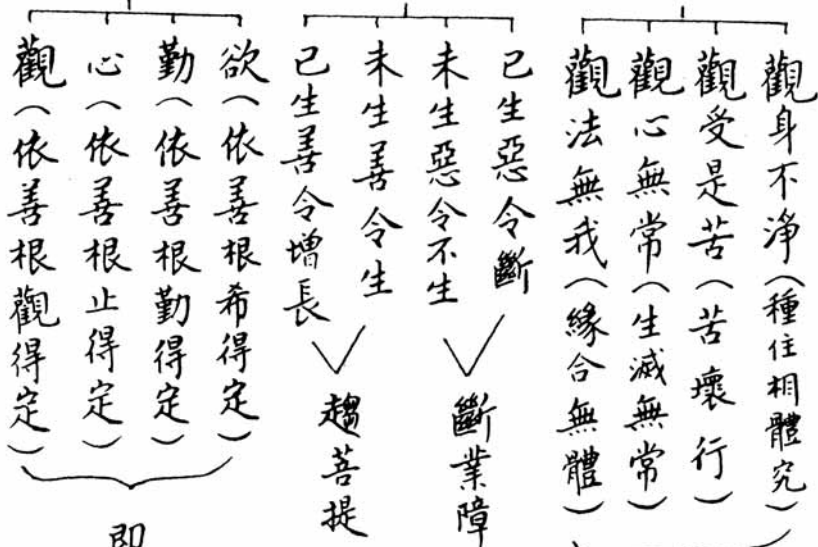 觀身不淨（種住相體究）
觀受是苦（苦壞行）
觀心無常（生滅無常）
觀法無我（緣合無體）
已生惡令斷
未生惡令不生
斷業障
未生善令生
已生善令增長
趨菩提
欲（依善根希得定）
勤（依善根勤得定）
心（依善根止得定）
觀（依善根觀得定）
即